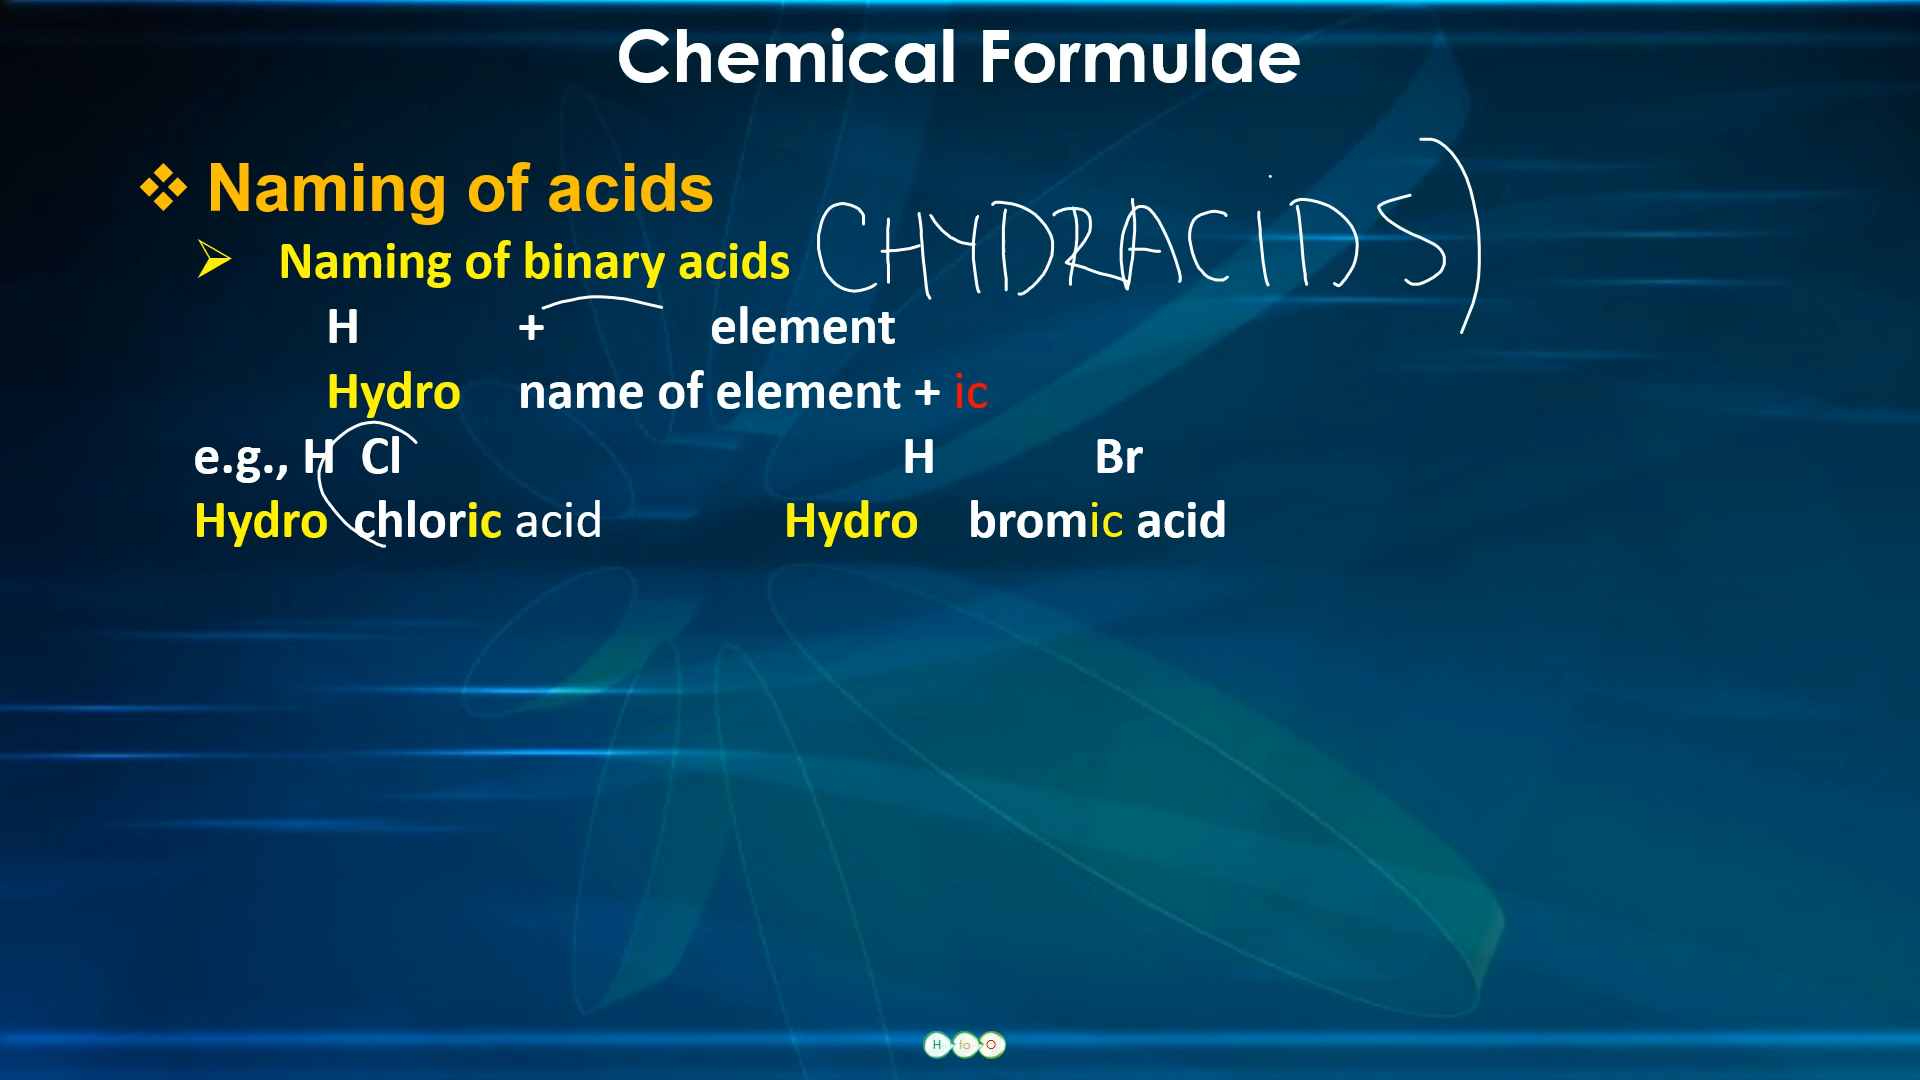 Chemical Formulae
❖ Naming of acids
➢ Naming of binary acids (HYDRACIDS)
H + element
Hydro name of element + ic
e.g., H Cl H Br
Hydro chloric acid Hydro bromic acid
H to O